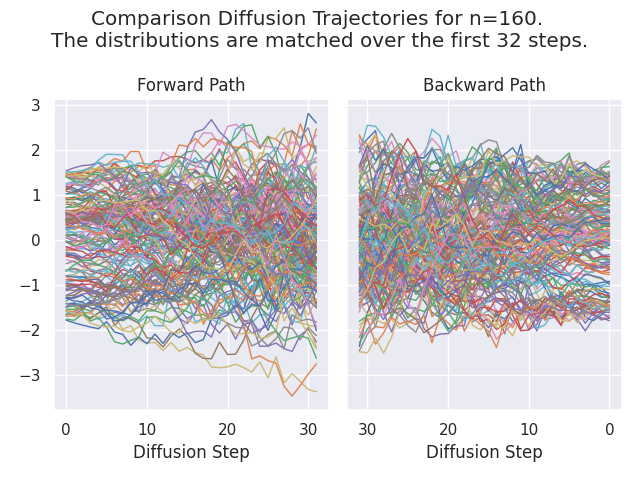 Comparison Diffusion Trajectories for n=160.
The distributions are matched over the first 32 steps.
Forward Path
Backward Path
3
2
1
0
−1
−2
−3
0 10 20 30
30 20 10 0
Diffusion Step
Diffusion Step